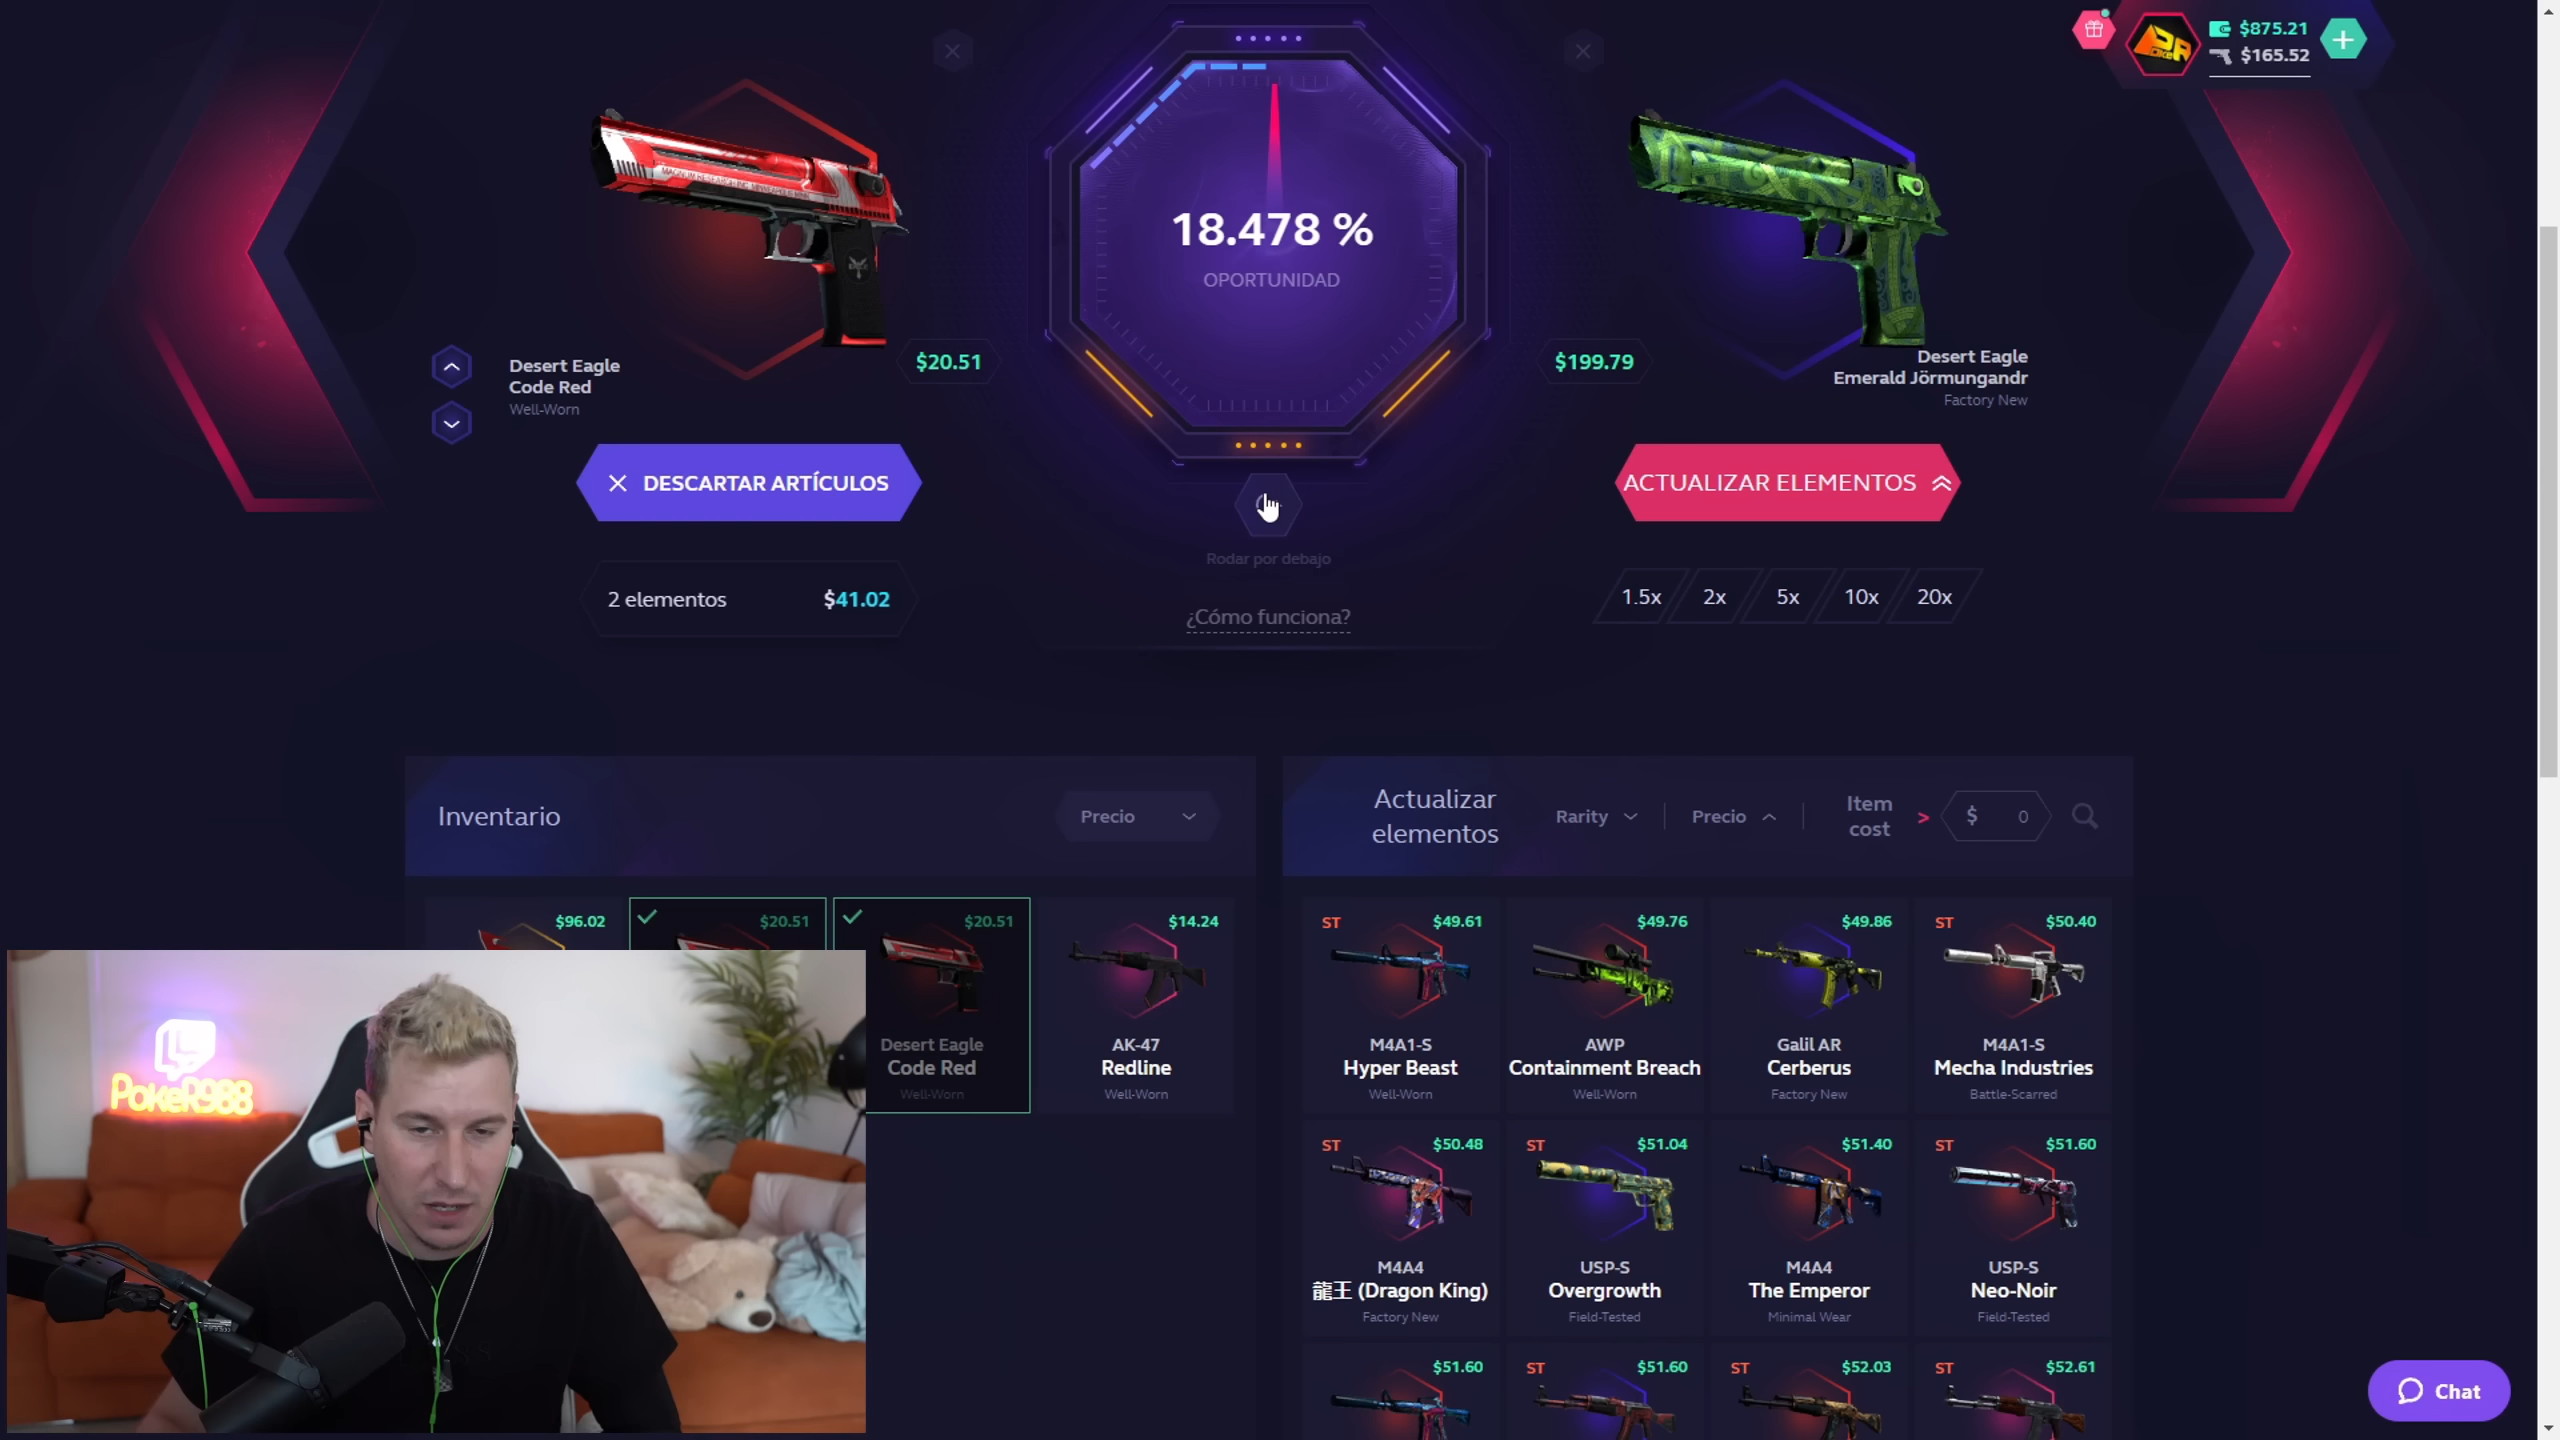 $875.21
$165.52
18.478 %
OPORTUNIDAD
Desert Eagle
Code Red
Well-Worn
$20.51
$199.79
Desert Eagle
Emerald Jörmungandr
Factory New
DESCARTAR ARTÍCULOS
ACTUALIZAR ELEMENTOS
Rodar por debajo
2 elementos $41.02
1.5x 2x 5x 10x 20x
¿Cómo funciona?
Inventario
Precio
Actualizar
elementos
Rarity
Precio
Item
cost
>
$ 0
$96.02
$20.51
$20.51
Desert Eagle
Code Red
Well-Worn
$14.24
AK-47
Redline
Well-Worn
ST $49.61
M4A1-S
Hyper Beast
Well-Worn
$49.76
AWP
Containment Breach
Well-Worn
$49.86
Galil AR
Cerberus
Factory New
ST $50.40
M4A1-S
Mecha Industries
Battle-Scarred
ST $50.48
M4A4
龍王 (Dragon King)
Factory New
ST $51.04
USP-S
Overgrowth
Field-Tested
$51.40
M4A4
The Emperor
Minimal Wear
ST $51.60
USP-S
Neo-Noir
Field-Tested
$51.60
ST $51.60
ST $52.03
ST $52.61
PokeR988
Chat